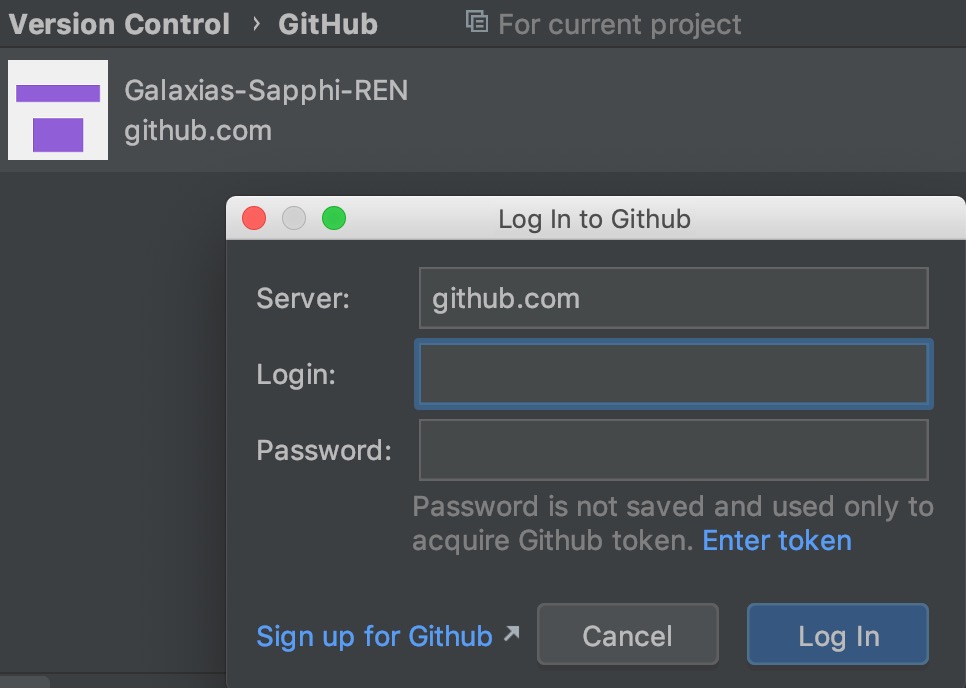 Version Control › GitHub For current project
Galaxias-Sapphi-REN
github.com
Log In to Github
Server: github.com
Login:
Password:
Password is not saved and used only to
acquire Github token. Enter token
Sign up for Github ↗ Cancel Log In